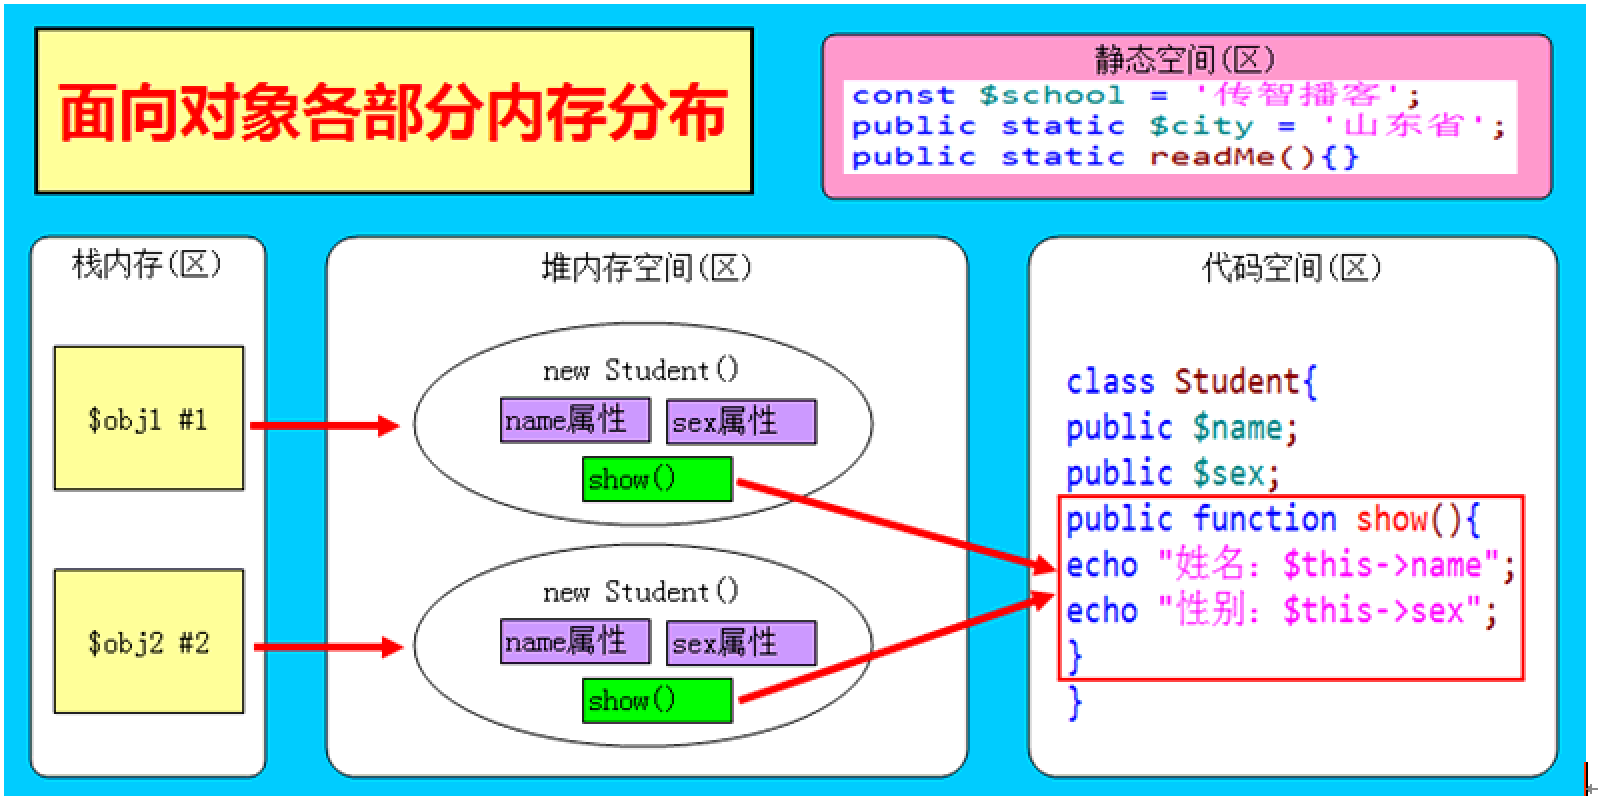 面向对象各部分内存分布
静态空间(区)
const $school = '传智播客';
public static $city = '山东省';
public static readMe(){}
栈内存(区)
$obj1 #1
$obj2 #2
堆内存空间(区)
new Student()
name属性 sex属性
show()
new Student()
name属性 sex属性
show()
代码空间(区)
class Student{
public $name;
public $sex;
public function show(){
echo "姓名：$this->name";
echo "性别：$this->sex";
}
}